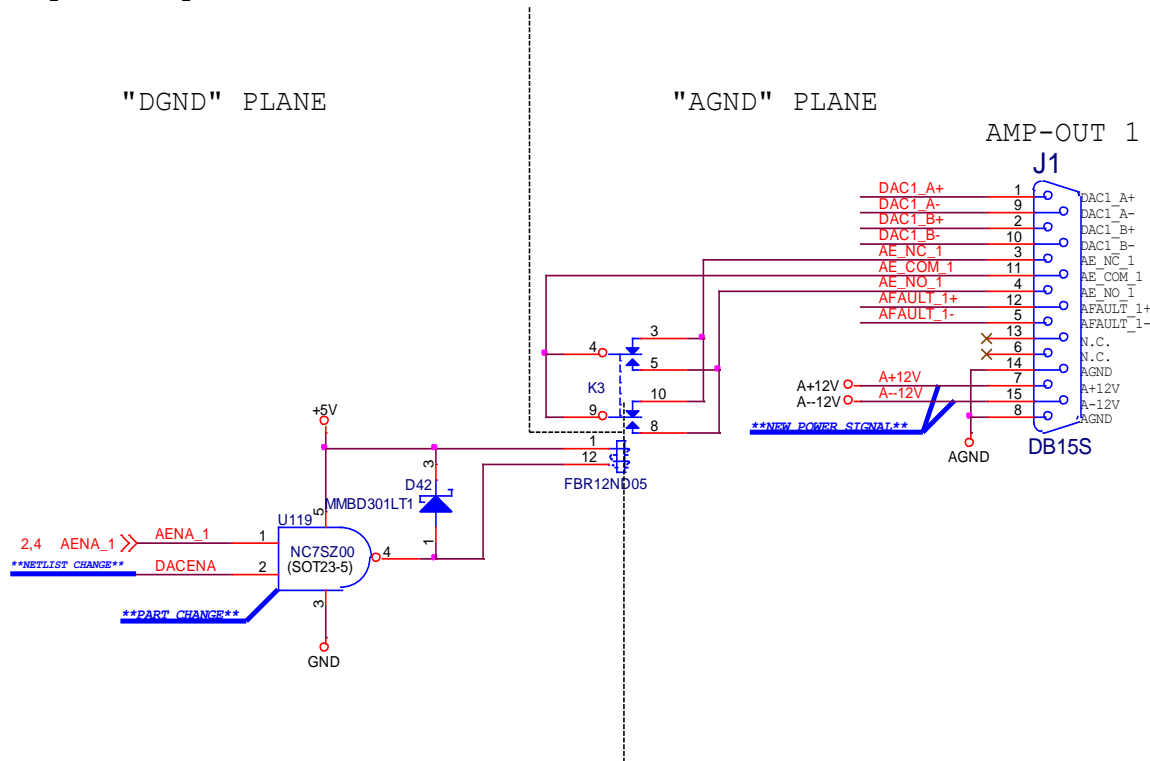 "DGND" PLANE
"AGND" PLANE
AMP-OUT 1
J1
DAC1_A+ 1 DAC1_A+
DAC1_A- 9 DAC1_A-
DAC1_B+ 2 DAC1_B+
DAC1_B- 10 DAC1_B-
AE_NC_1 3 AE_NC_1
AE_COM_1 11 AE_COM_1
AE_NO_1 4 AE_NO_1
AFAULT_1+ 12 AFAULT_1+
AFAULT_1- 5 AFAULT_1-
13 N.C.
6 N.C.
14 AGND
A+12V A+12V 7 A+12V
A--12V A--12V 15 A-12V
8 AGND
**NEW POWER SIGNAL**
AGND
DB15S
3
4
5
K3
10
9
8
1
12
FBR12ND05
+5V
3
D42
MMBD301LT1
1
5
U119
2,4 AENA_1 AENA_1 1
NC7SZ00
(SOT23-5)
4
**NETLIST CHANGE** DACENA 2
3
**PART CHANGE**
GND